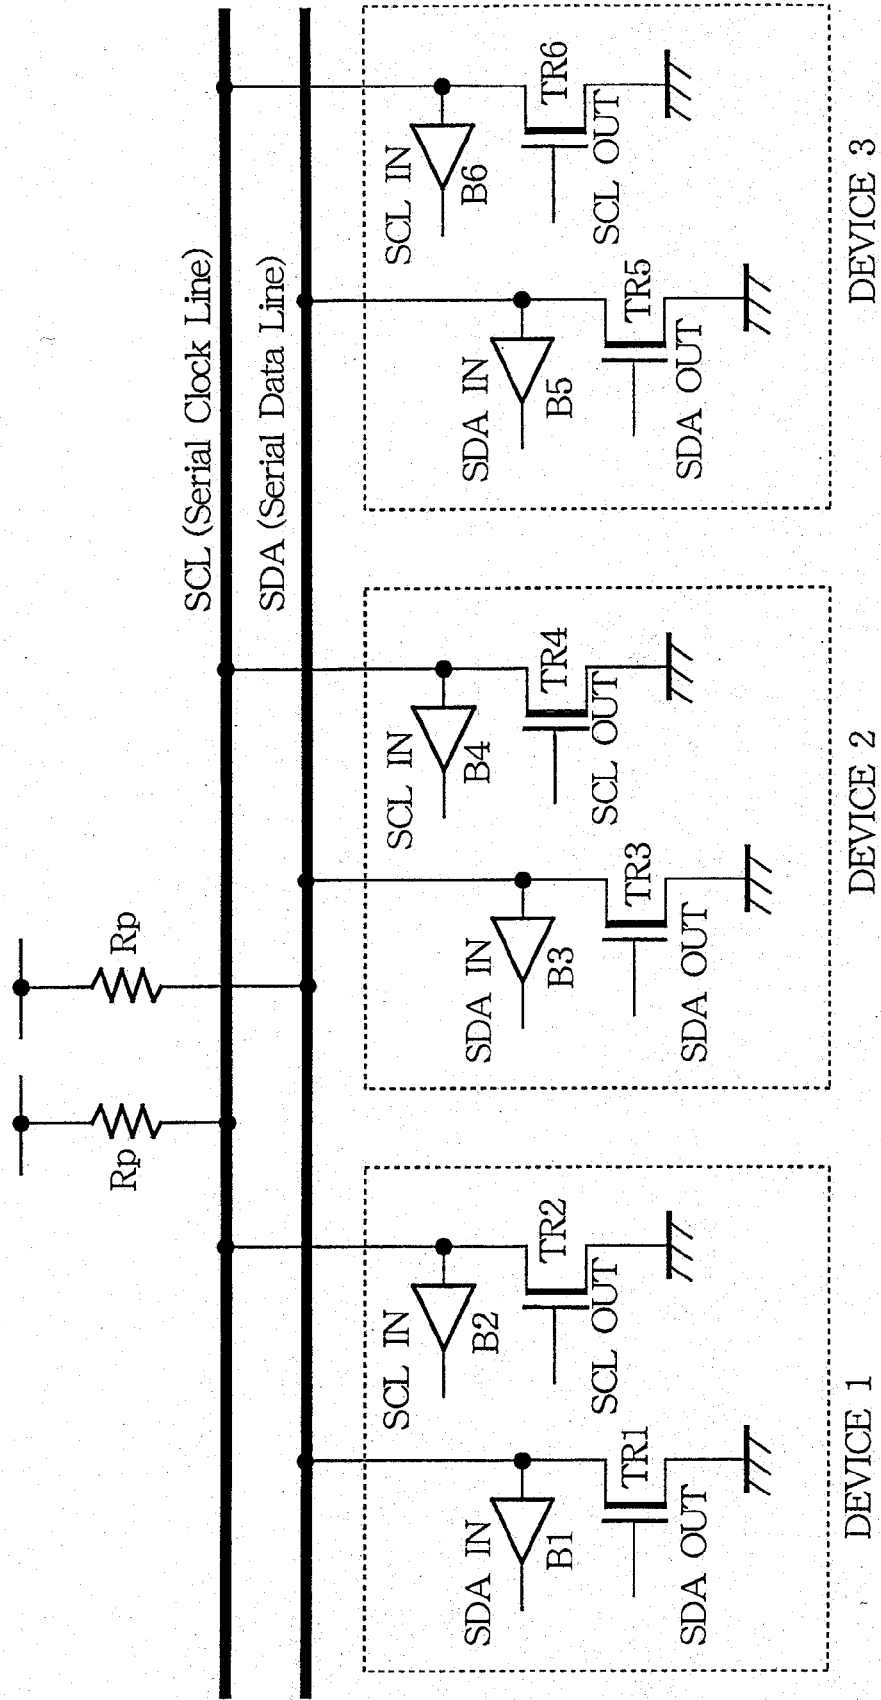 Rp
Rp
SCL (Serial Clock Line)
SDA (Serial Data Line)
SDA IN
B1
TR1
SDA OUT
SCL IN
B2
TR2
SCL OUT
DEVICE 1
SDA IN
B3
TR3
SDA OUT
SCL IN
B4
TR4
SCL OUT
DEVICE 2
SDA IN
B5
TR5
SDA OUT
SCL IN
B6
TR6
SCL OUT
DEVICE 3